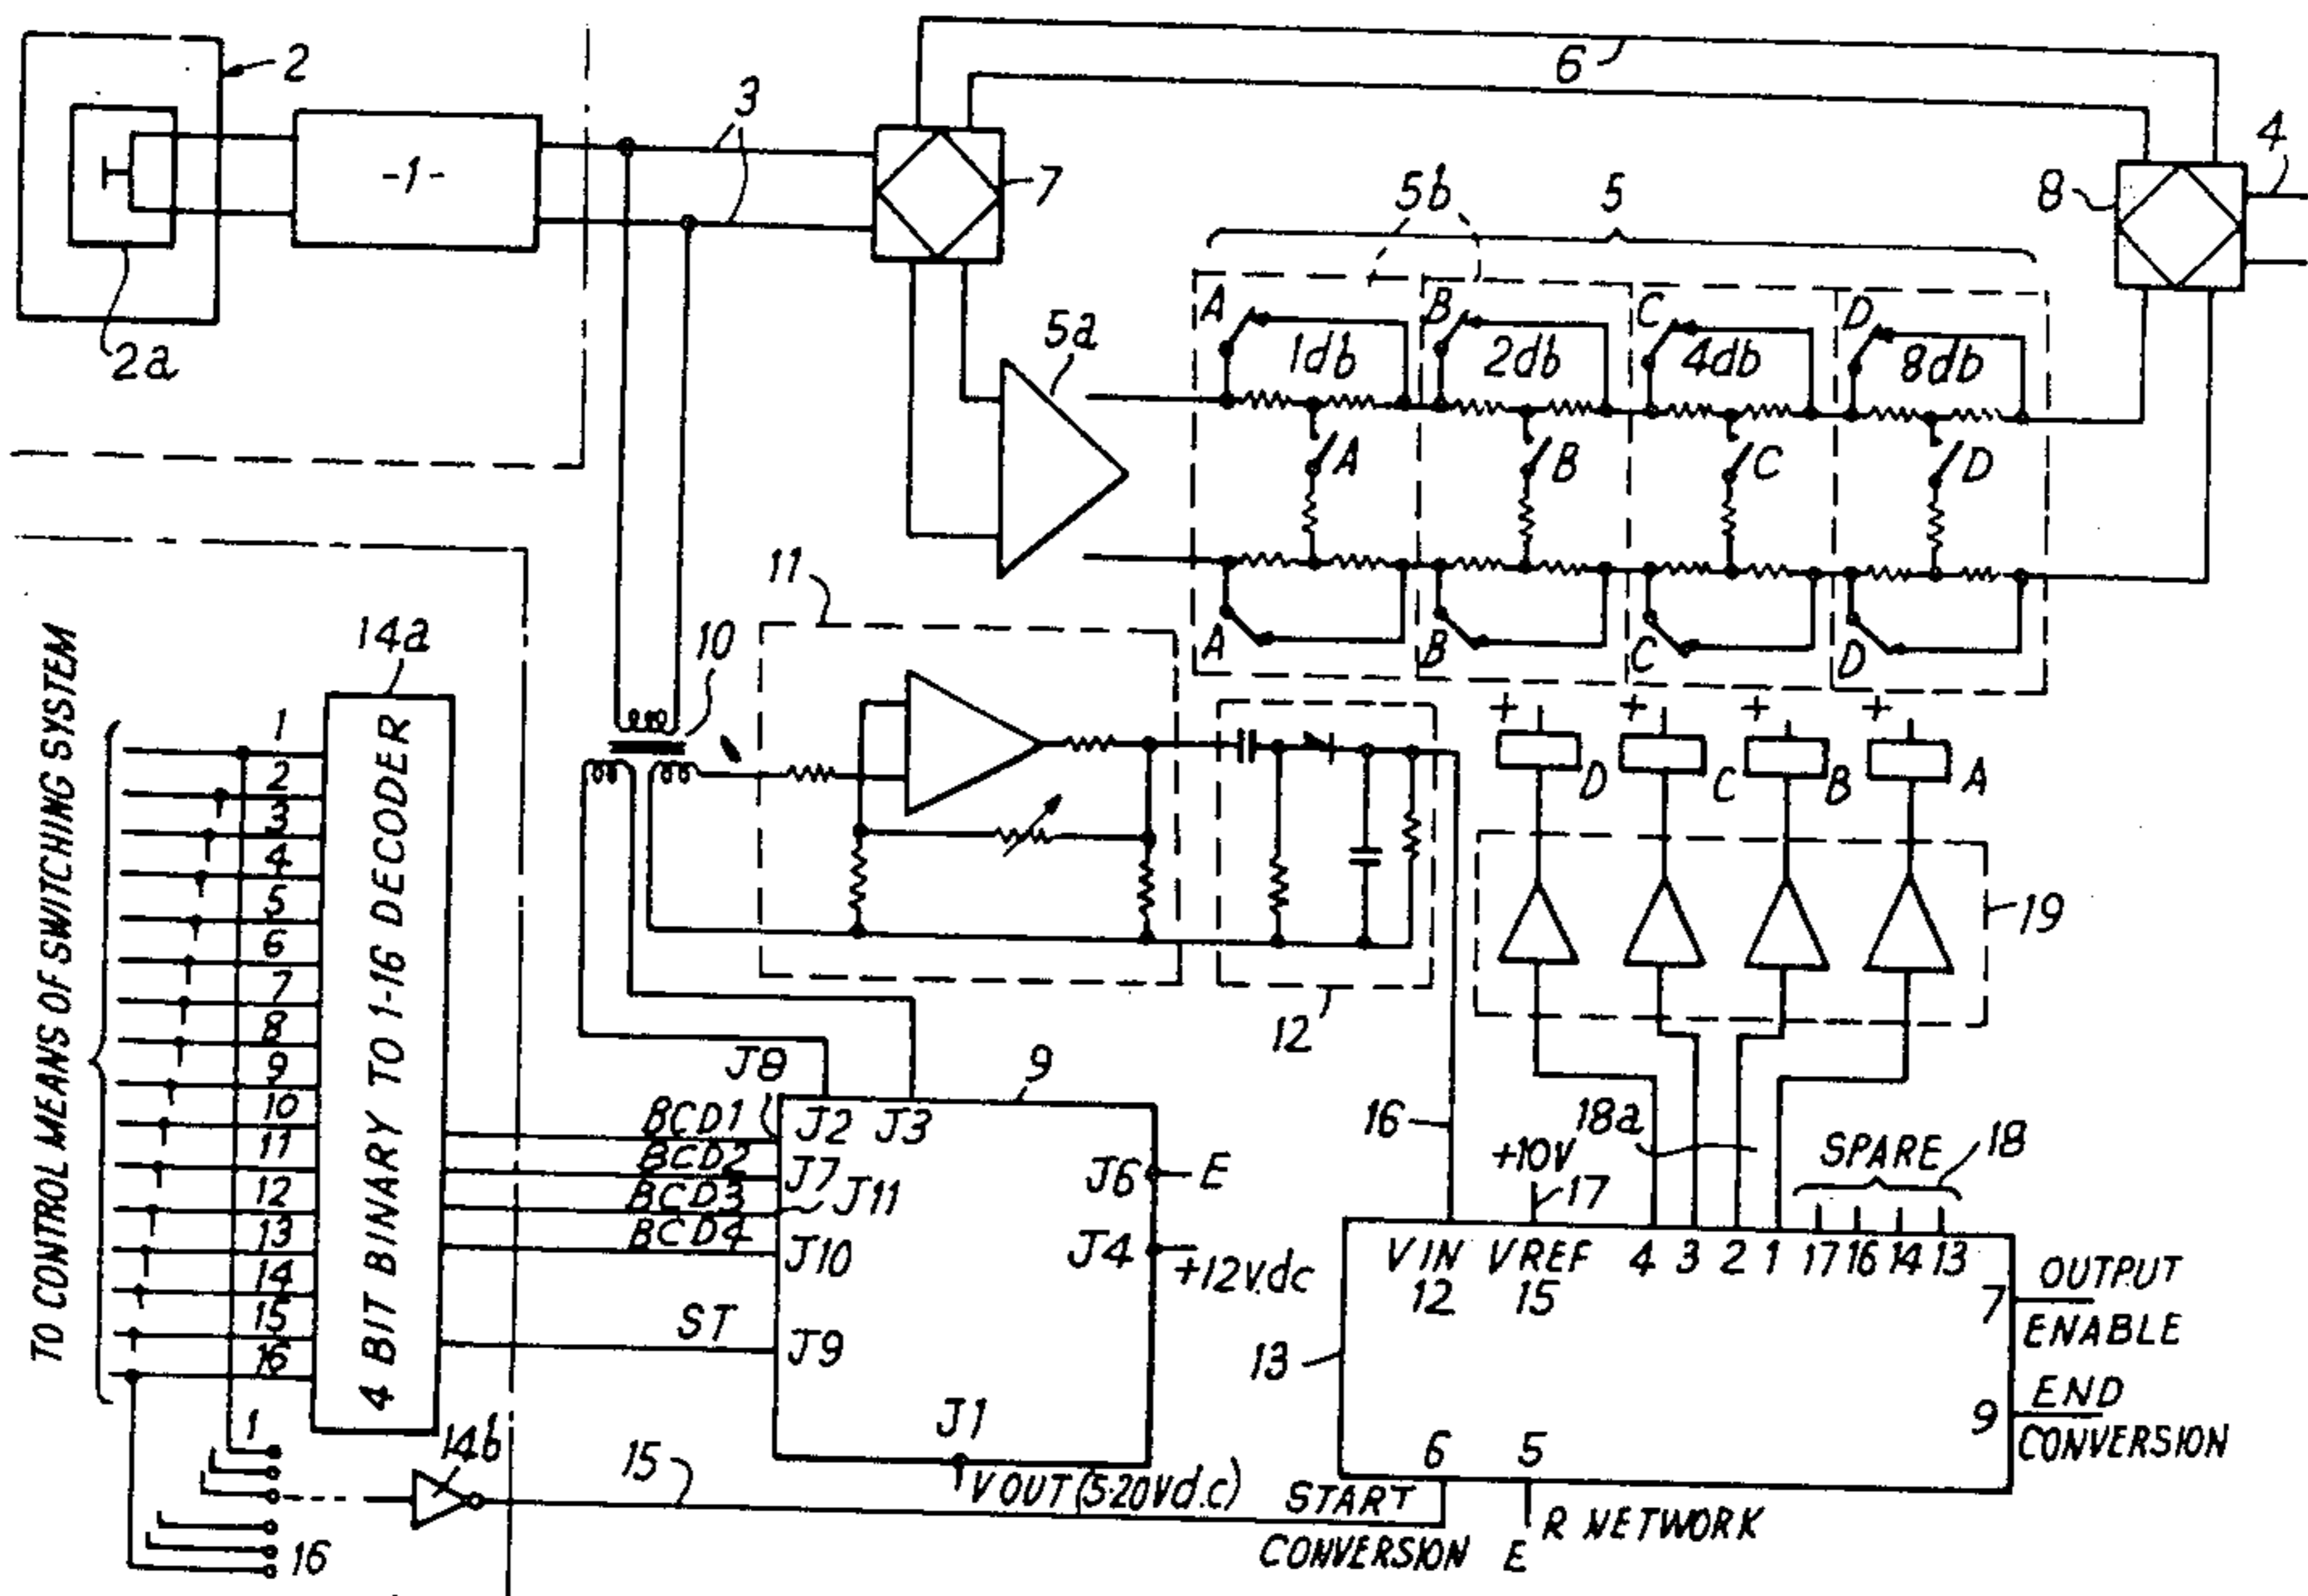 2
2a
-1-
3
6
7
4
8
5b
5
5a
A
1db
B
2db
C
4db
D
8db
A
B
C
D
A
B
C
D
11
10
12
14a
TO CONTROL MEANS OF SWITCHING SYSTEM
1
2
3
4
5
6
7
8
9
10
11
12
13
14
15
16
4 BIT BINARY TO 1-16 DECODER
1
16
14b
15
J8
9
BCD1
BCD2
BCD3
BCD4
ST
J2
J3
J7
J11
J10
J9
J6
E
J4
+12V.dc
J1
VOUT (5-20Vd.c)
+
+
+
+
D
C
B
A
19
16
+10V
17
18a
SPARE
18
VIN
VREF
4
3
2
1
17
16
14
13
12
15
13
7
OUTPUT
ENABLE
9
END
CONVERSION
6
5
START
CONVERSION
E
R NETWORK